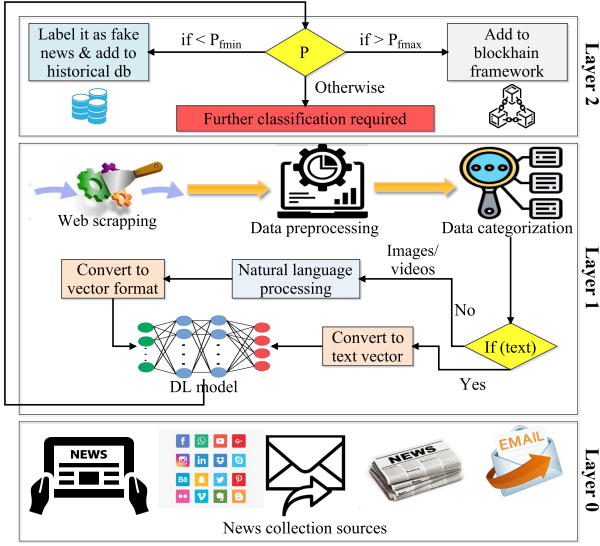 Label it as fake
news & add to
historical db
if < Pfmin
P
if > Pfmax
Add to
blockhain
framework
Otherwise
Further classification required
Layer 2
Web scrapping
Data preprocessing
Data categorization
Images/
videos
Convert to
vector format
Natural language
processing
No
If (text)
Convert to
text vector
Yes
DL model
Layer 1
NEWS
NEWS
EMAIL
News collection sources
Layer 0